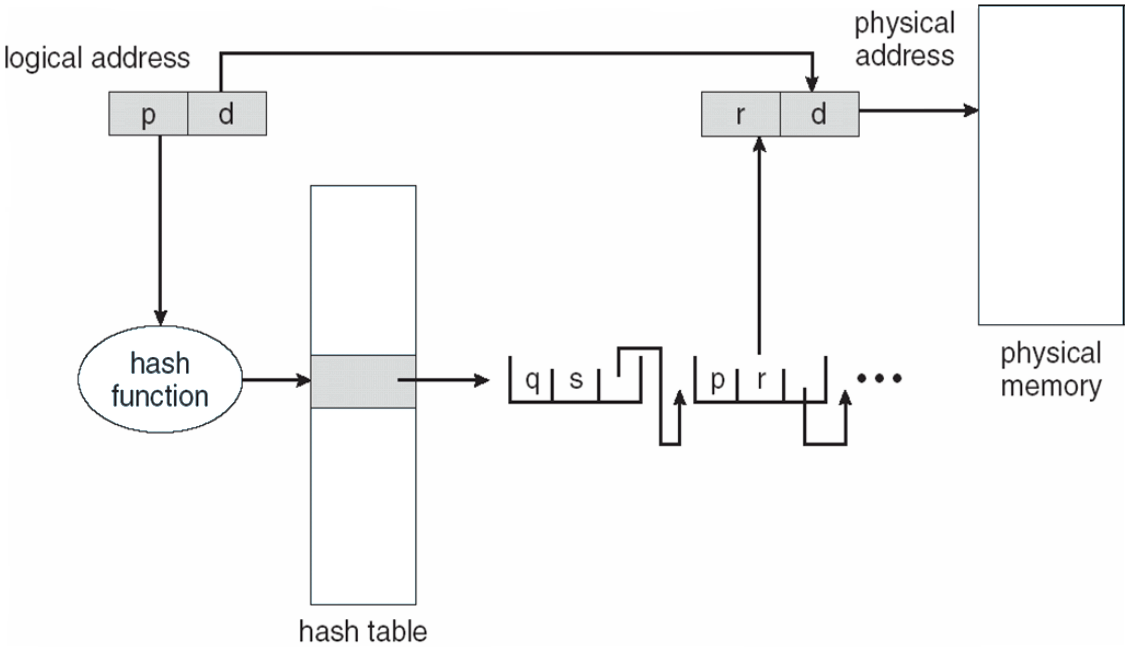 logical address
physical
address
p d
r d
hash
function
q s
p r
physical
memory
hash table